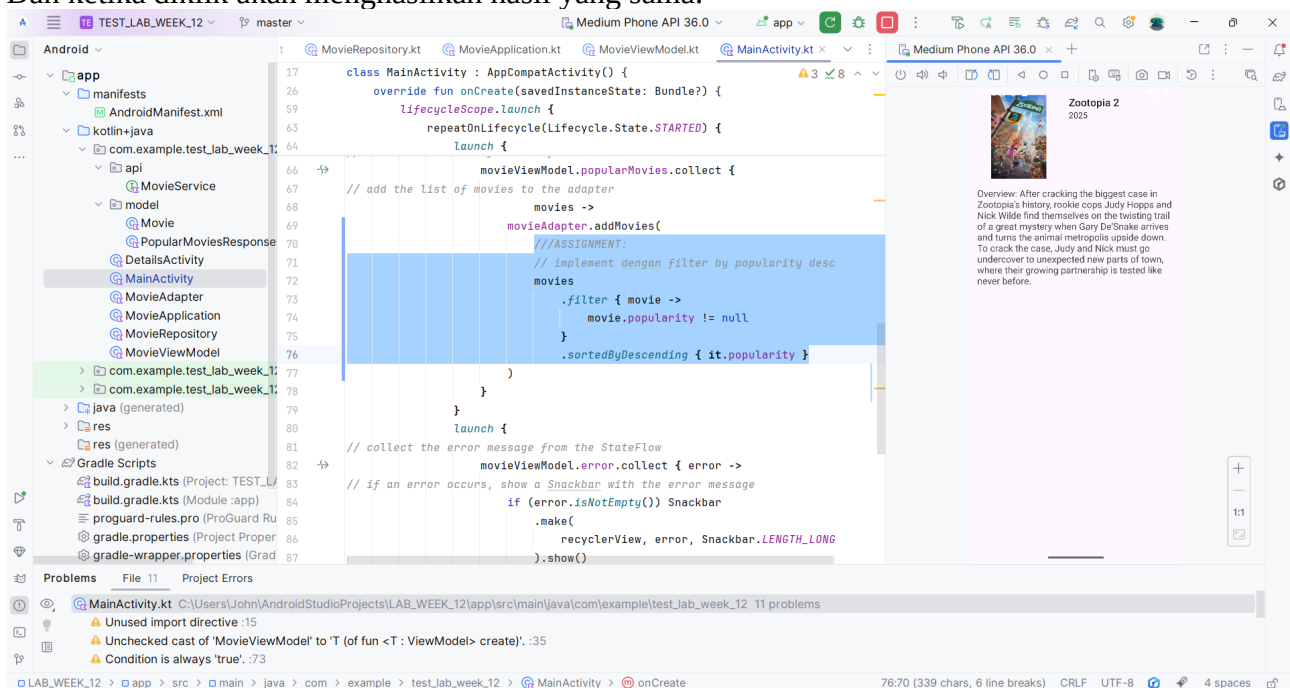 Dan ketika diklik akan menghasilkan hasil yang sama.
TE TEST_LAB_WEEK_12 master Medium Phone API 36.0 app
Android
app
manifests
AndroidManifest.xml
kotlin+java
com.example.test_lab_week_12
api
MovieService
model
Movie
PopularMoviesResponse
DetailsActivity
MainActivity
MovieAdapter
MovieApplication
MovieRepository
MovieViewModel
com.example.test_lab_week_12
com.example.test_lab_week_12
java (generated)
res
res (generated)
Gradle Scripts
build.gradle.kts (Project: TEST_LA
build.gradle.kts (Module :app)
proguard-rules.pro (ProGuard Ru
gradle.properties (Project Proper
gradle-wrapper.properties (Grad
t MovieRepository.kt MovieApplication.kt MovieViewModel.kt MainActivity.kt
3 8
17 class MainActivity : AppCompatActivity() {
26 override fun onCreate(savedInstanceState: Bundle?) {
59 lifecycleScope.launch {
63 repeatOnLifecycle(Lifecycle.State.STARTED) {
64 launch {
66 movieViewModel.popularMovies.collect {
67 // add the list of movies to the adapter
68 movies ->
69 movieAdapter.addMovies(
70 ///ASSIGNMENT:
71 // implement dengan filter by popularity desc
72 movies
73 .filter { movie ->
74 movie.popularity != null
75 }
76 .sortedByDescending { it.popularity }
77 )
78 }
79 }
80 launch {
81 // collect the error message from the StateFlow
82 movieViewModel.error.collect { error ->
83 // if an error occurs, show a Snackbar with the error message
84 if (error.isNotEmpty()) Snackbar
85 .make(
86 recyclerView, error, Snackbar.LENGTH_LONG
87 ).show()
Medium Phone API 36.0
Zootopia
Zootopia 2
2025
Overview: After cracking the biggest case in
Zootopia's history, rookie cops Judy Hopps and
Nick Wilde find themselves on the twisting trail
of a great mystery when Gary De'Snake arrives
and turns the animal metropolis upside down.
To crack the case, Judy and Nick must go
undercover to unexpected new parts of town,
where their growing partnership is tested like
never before.
1:1
Problems File 11 Project Errors
MainActivity.kt C:\Users\John\AndroidStudioProjects\LAB_WEEK_12\app\src\main\java\com\example\test_lab_week_12 11 problems
Unused import directive :15
Unchecked cast of 'MovieViewModel' to 'T (of fun <T : ViewModel> create)'. :35
Condition is always 'true'. :73
LAB_WEEK_12 > app > src > main > java > com > example > test_lab_week_12 > MainActivity > onCreate
76:70 (339 chars, 6 line breaks) CRLF UTF-8 4 spaces